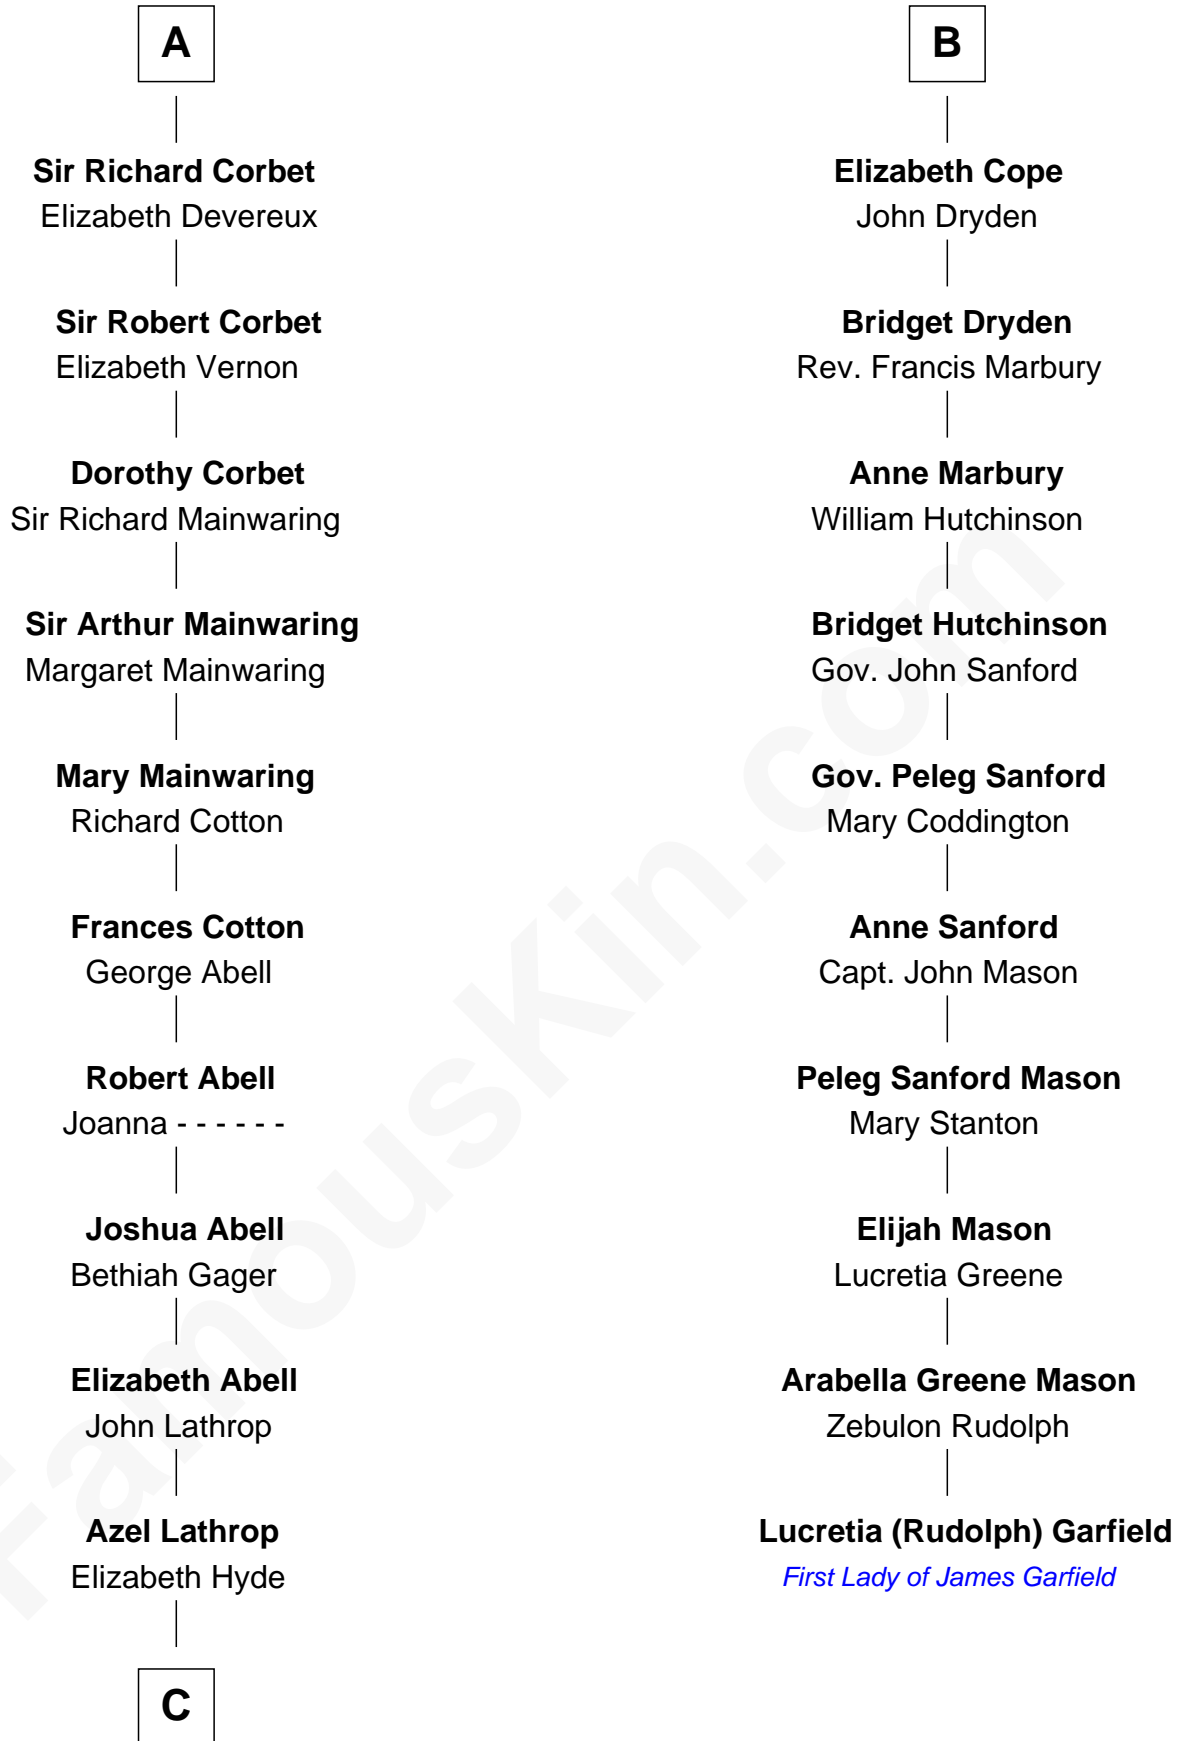 A
Sir Richard Corbet
Elizabeth Devereux
Sir Robert Corbet
Elizabeth Vernon
Dorothy Corbet
Sir Richard Mainwaring
Sir Arthur Mainwaring
Margaret Mainwaring
Mary Mainwaring
Richard Cotton
Frances Cotton
George Abell
Robert Abell
Joanna - - - - - -
Joshua Abell
Bethiah Gager
Elizabeth Abell
John Lathrop
Azel Lathrop
Elizabeth Hyde
C
B
Elizabeth Cope
John Dryden
Bridget Dryden
Rev. Francis Marbury
Anne Marbury
William Hutchinson
Bridget Hutchinson
Gov. John Sanford
Gov. Peleg Sanford
Mary Coddington
Anne Sanford
Capt. John Mason
Peleg Sanford Mason
Mary Stanton
Elijah Mason
Lucretia Greene
Arabella Greene Mason
Zebulon Rudolph
Lucretia (Rudolph) Garfield
First Lady of James Garfield
FamousKin.com